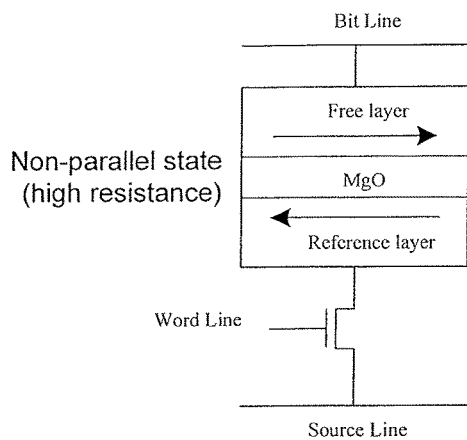 Bit Line
Free layer
Non-parallel state
(high resistance)
MgO
Reference layer
Word Line
Source Line